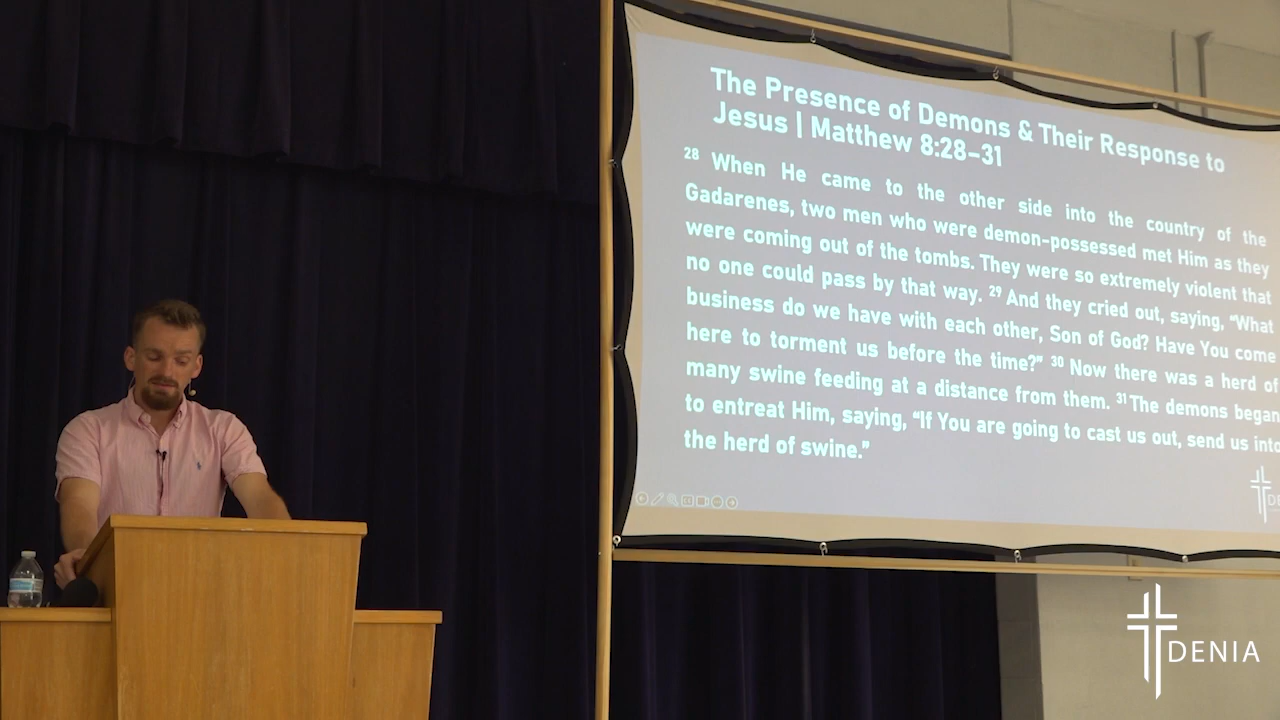 The Presence of Demons & Their Response to
Jesus | Matthew 8:28–31
28 When He came to the other side into the country of the
Gadarenes, two men who were demon-possessed met Him as they
were coming out of the tombs. They were so extremely violent that
no one could pass by that way. 29 And they cried out, saying, “What
business do we have with each other, Son of God? Have You come
here to torment us before the time?” 30 Now there was a herd of
many swine feeding at a distance from them. 31 The demons began
to entreat Him, saying, “If You are going to cast us out, send us into
the herd of swine.”
DENIA